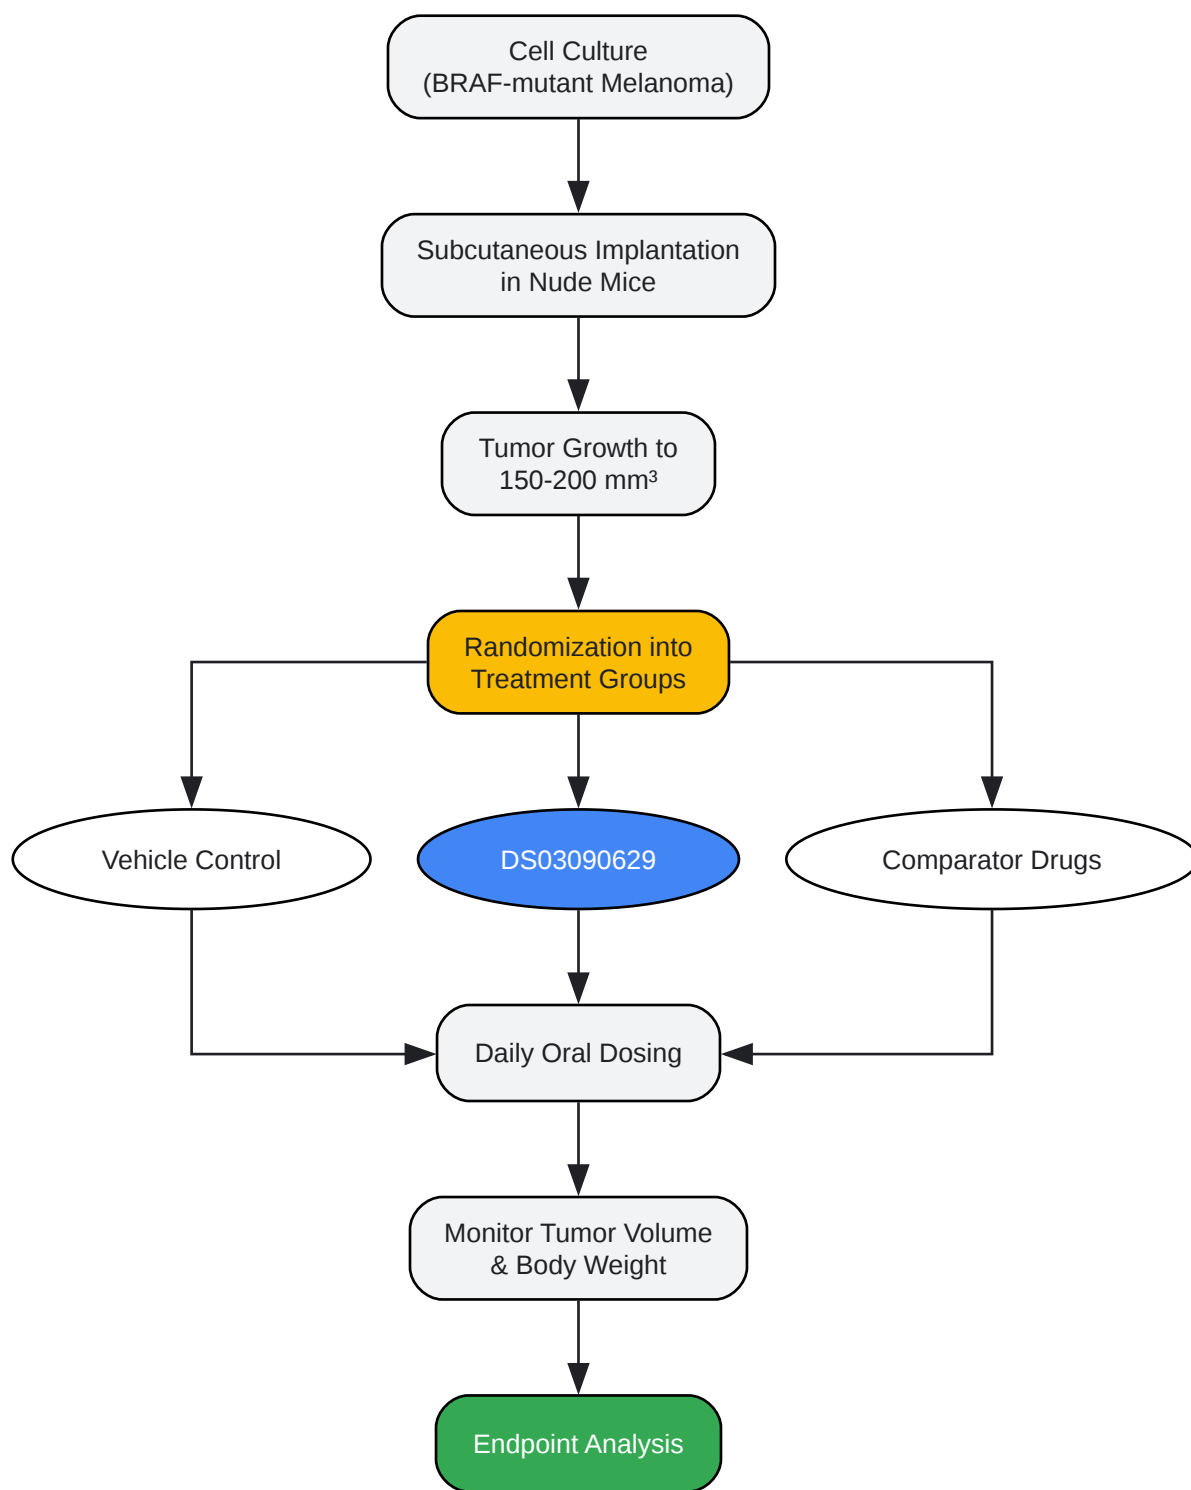 Cell Culture
(BRAF-mutant Melanoma)
Subcutaneous Implantation
in Nude Mice
Tumor Growth to
150-200 mm³
Randomization into
Treatment Groups
Vehicle Control
DS03090629
Comparator Drugs
Daily Oral Dosing
Monitor Tumor Volume
& Body Weight
Endpoint Analysis